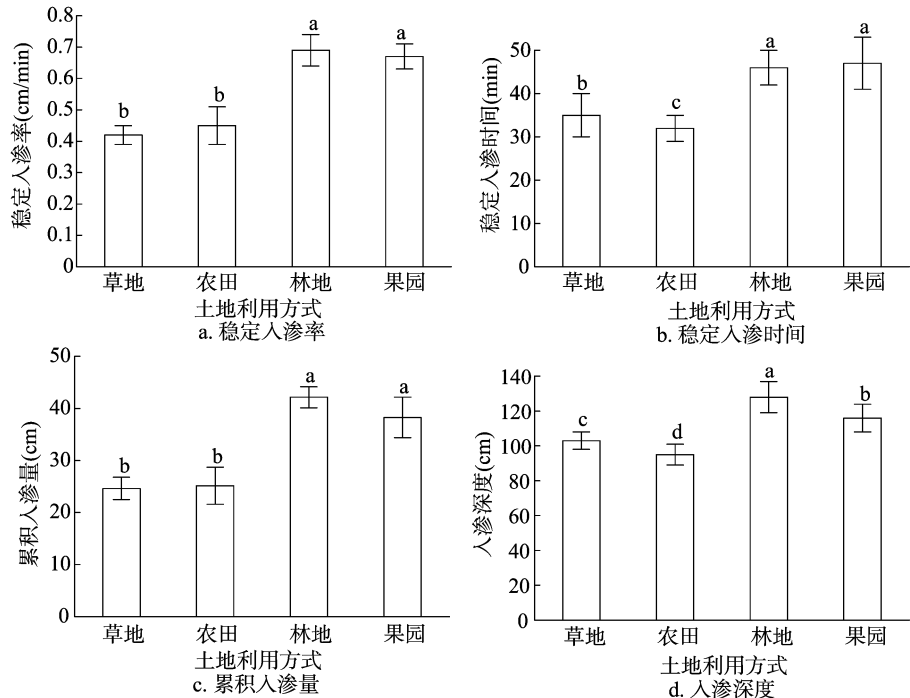 稳定入渗率(cm/min)
0.8
0.7
0.6
0.5
0.4
0.3
0.2
0.1
0
b
b
a
a
草地 农田 林地 果园
土地利用方式
a. 稳定入渗率
稳定入渗时间(min)
50
40
30
20
10
0
b
c
a
a
草地 农田 林地 果园
土地利用方式
b. 稳定入渗时间
累积入渗量(cm)
50
40
30
20
10
0
b
b
a
a
草地 农田 林地 果园
土地利用方式
c. 累积入渗量
入渗深度(cm)
140
120
100
80
60
40
20
0
c
d
a
b
草地 农田 林地 果园
土地利用方式
d. 入渗深度